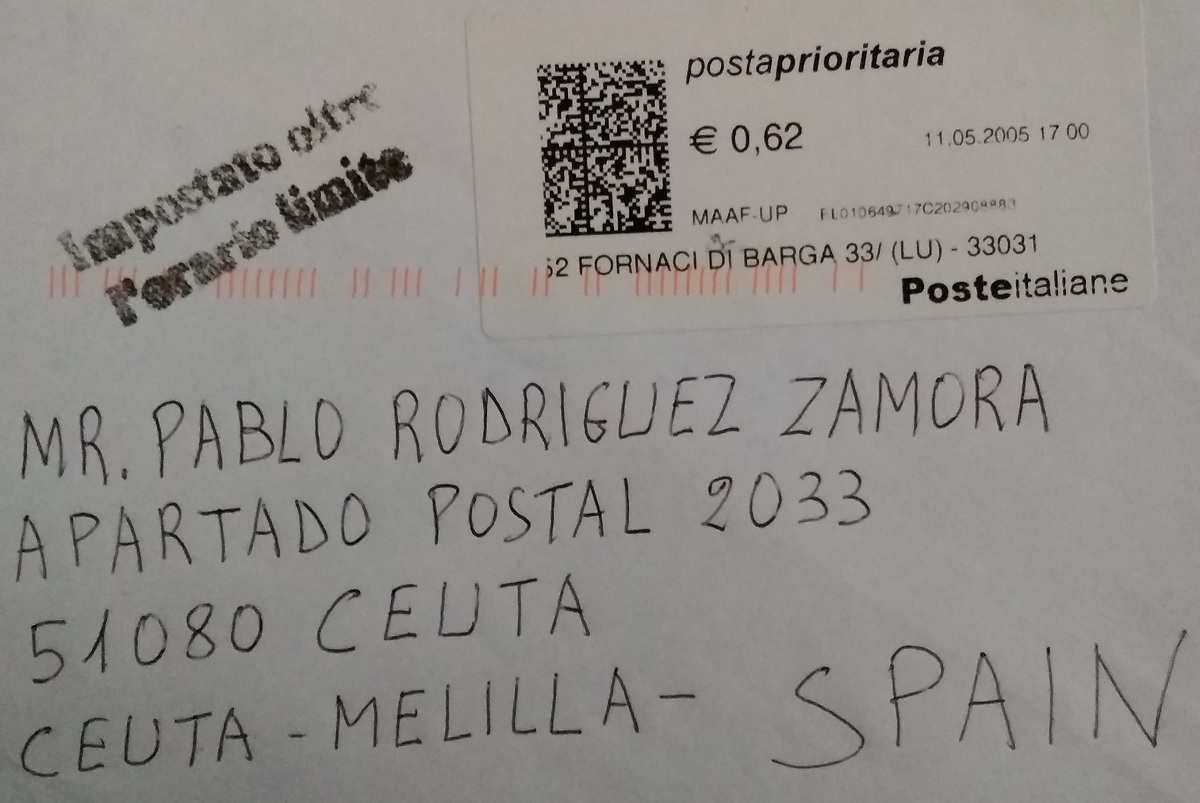 Impostato oltre
l'orario limite
postaprioritaria
€ 0,62
11.05.2005 17 00
MAAF-UP
52 FORNACI DI BARGA 33/ (LU) - 33031
Posteitaliane
MR. PABLO RODRIGUEZ ZAMORA
APARTADO POSTAL 2033
51080 CEUTA
CEUTA - MELILLA - SPAIN